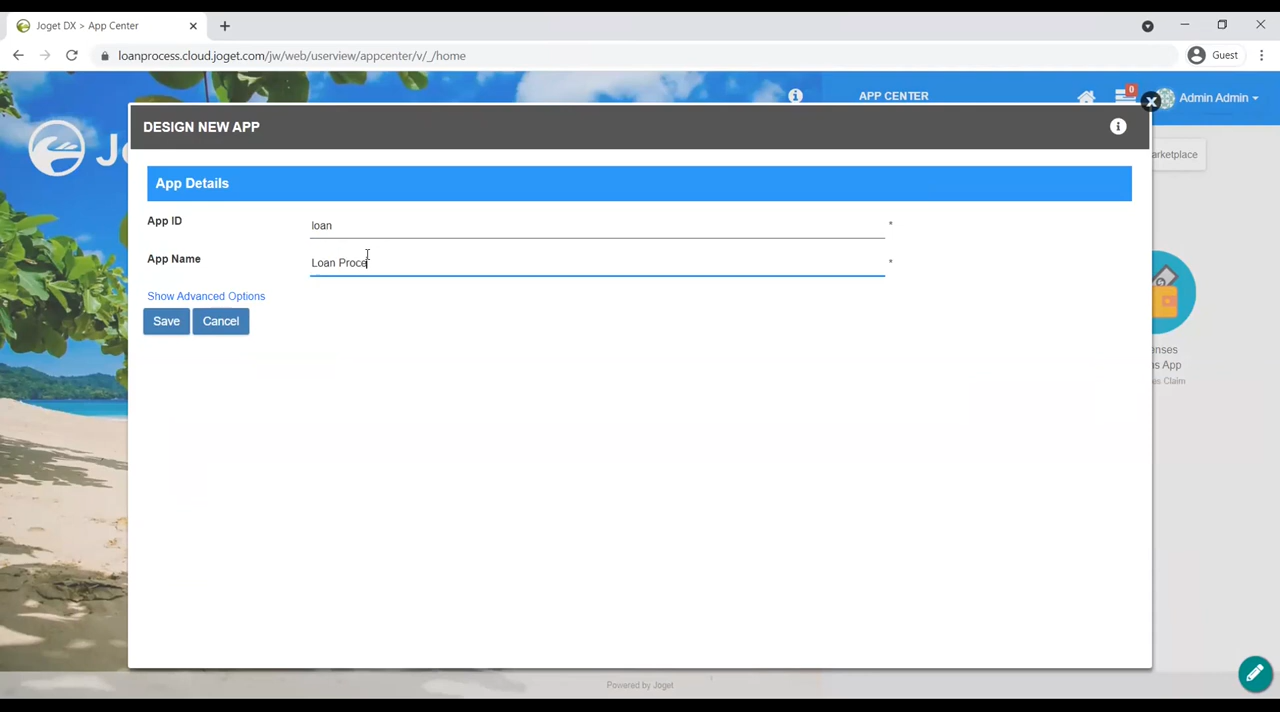 Joget DX > App Center
loanprocess.cloud.joget.com/jw/web/userview/appcenter/v/_/home
Guest
APP CENTER
0
Admin Admin
DESIGN NEW APP
arketplace
App Details
App ID
loan
*
App Name
Loan Proce
*
Show Advanced Options
Save
Cancel
enses
s App
s Claim
Powered by Joget